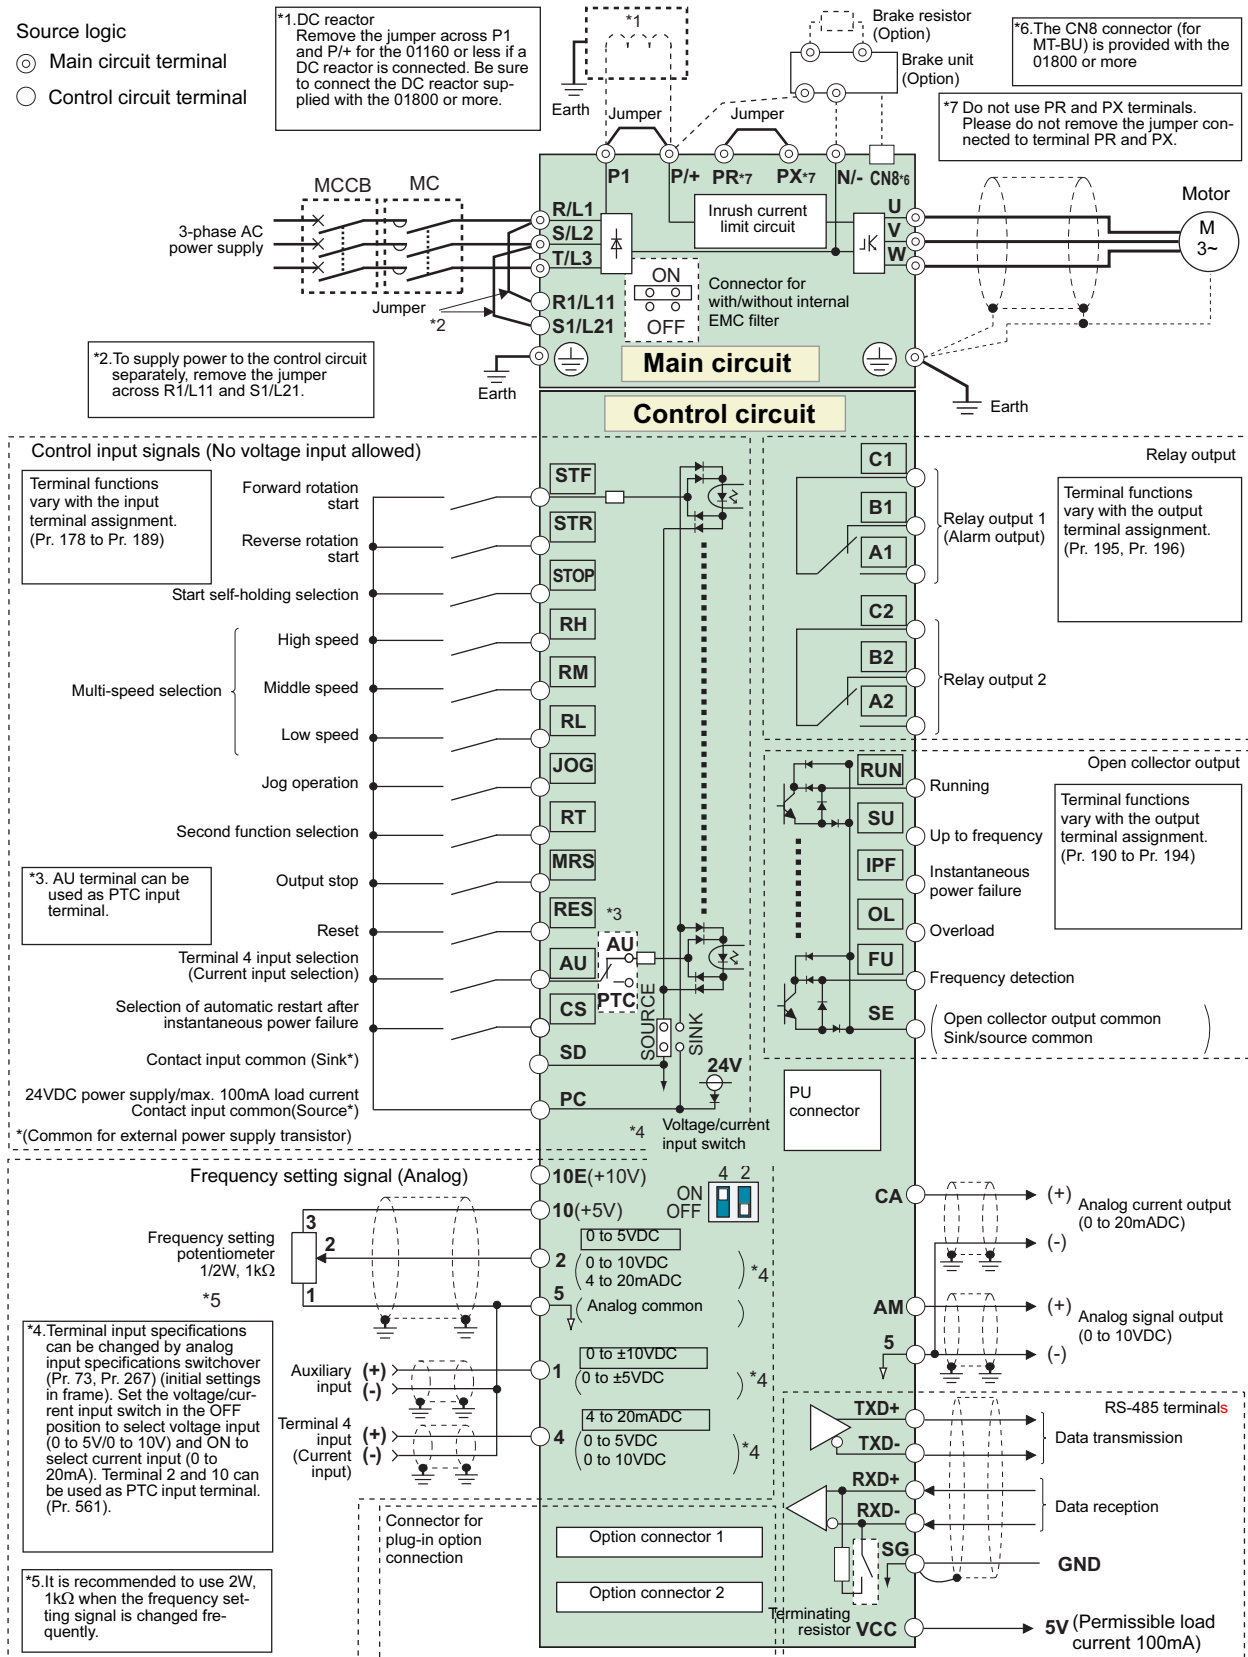 Source logic
Main circuit terminal
Control circuit terminal
*1.DC reactor
Remove the jumper across P1
and P/+ for the 01160 or less if a
DC reactor is connected. Be sure
to connect the DC reactor sup-
plied with the 01800 or more.
*1
Earth
Brake resistor
(Option)
Brake unit
(Option)
*6.The CN8 connector (for
MT-BU) is provided with the
01800 or more
*7 Do not use PR and PX terminals.
Please do not remove the jumper con-
nected to terminal PR and PX.
Jumper
Jumper
P1
P/+
PR*7
PX*7
N/-
CN8*6
MCCB
MC
3-phase AC
power supply
R/L1
S/L2
T/L3
R1/L11
S1/L21
Jumper
*2
Inrush current
limit circuit
ON
OFF
Connector for
with/without internal
EMC filter
U
V
W
Motor
M
3~
*2.To supply power to the control circuit
separately, remove the jumper
across R1/L11 and S1/L21.
Earth
Main circuit
Earth
Control circuit
Control input signals (No voltage input allowed)
Terminal functions
vary with the input
terminal assignment.
(Pr. 178 to Pr. 189)
Forward rotation
start
STF
Reverse rotation
start
STR
Start self-holding selection
STOP
Multi-speed selection
High speed
RH
Middle speed
RM
Low speed
RL
Jog operation
JOG
Second function selection
RT
Output stop
MRS
*3. AU terminal can be
used as PTC input
terminal.
Reset
RES
*3
Terminal 4 input selection
(Current input selection)
AU
AU
PTC
Selection of automatic restart after
instantaneous power failure
CS
SOURCE
SINK
Contact input common (Sink*)
SD
24V
24VDC power supply/max. 100mA load current
Contact input common(Source*)
PC
*(Common for external power supply transistor)
Relay output
C1
B1
A1
Relay output 1
(Alarm output)
Terminal functions
vary with the output
terminal assignment.
(Pr. 195, Pr. 196)
C2
B2
A2
Relay output 2
Open collector output
RUN
Running
SU
Up to frequency
IPF
Instantaneous
power failure
OL
Overload
FU
Frequency detection
SE
Open collector output common
Sink/source common
Terminal functions
vary with the output
terminal assignment.
(Pr. 190 to Pr. 194)
PU
connector
*4
Voltage/current
input switch
4 2
ON
OFF
Frequency setting signal (Analog)
10E(+10V)
10(+5V)
Frequency setting
potentiometer
1/2W, 1kΩ
*5
3
2
1
2
0 to 5VDC
0 to 10VDC
4 to 20mADC
*4
5
Analog common
*4.Terminal input specifications
can be changed by analog
input specifications switchover
(Pr. 73, Pr. 267) (initial settings
in frame). Set the voltage/cur-
rent input switch in the OFF
position to select voltage input
(0 to 5V/0 to 10V) and ON to
select current input (0 to
20mA). Terminal 2 and 10 can
be used as PTC input terminal.
(Pr. 561).
Auxiliary
input
(+)
(-)
1
0 to ±10VDC
0 to ±5VDC
*4
Terminal 4
input
(Current
input)
(+)
(-)
4
4 to 20mADC
0 to 5VDC
0 to 10VDC
*4
*5.It is recommended to use 2W,
1kΩ when the frequency set-
ting signal is changed fre-
quently.
Connector for
plug-in option
connection
Option connector 1
Option connector 2
CA
(+)
Analog current output
(0 to 20mADC)
(-)
AM
(+)
Analog signal output
(0 to 10VDC)
5
(-)
RS-485 terminals
TXD+
TXD-
Data transmission
RXD+
RXD-
Data reception
SG
GND
Terminating
resistor
VCC
5V (Permissible load
current 100mA)